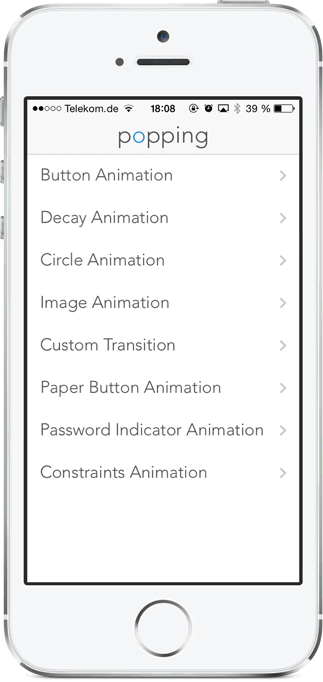 Telekom.de 18:08 39 %
popping
Button Animation
Decay Animation
Circle Animation
Image Animation
Custom Transition
Paper Button Animation
Password Indicator Animation
Constraints Animation